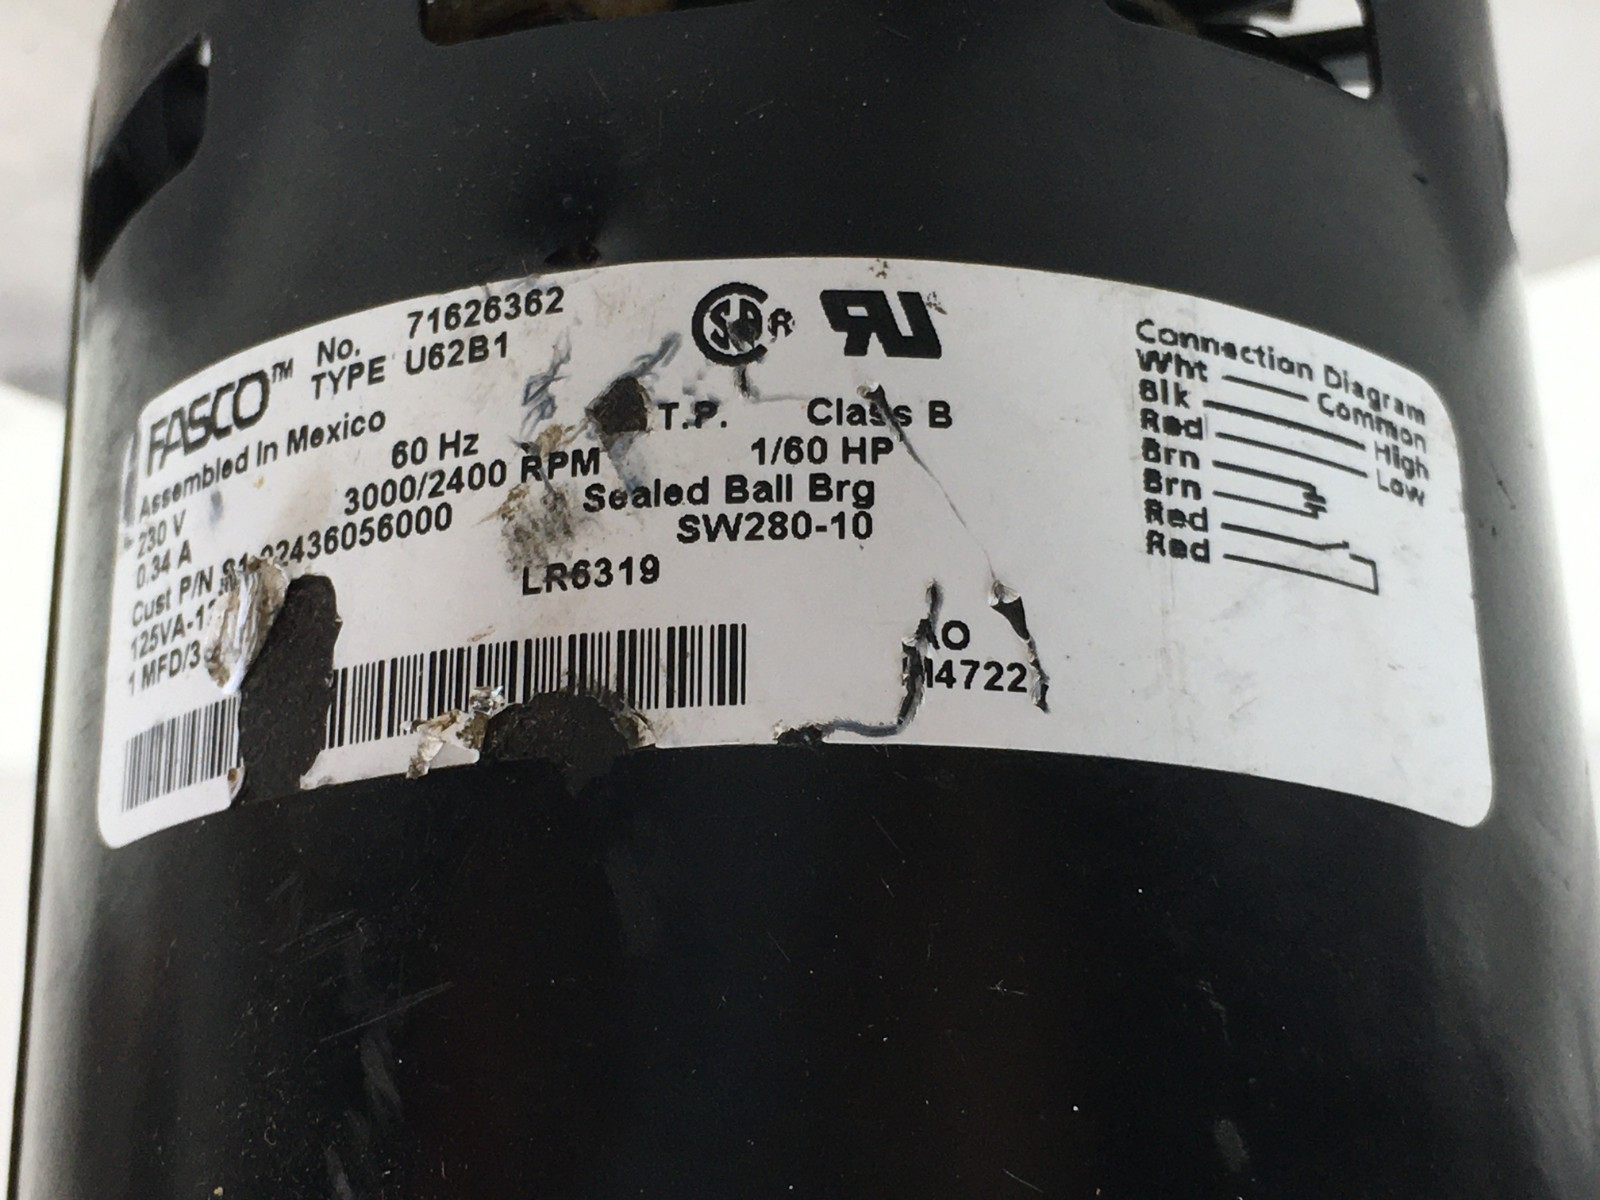 FASCO™ No. 71626362
TYPE U62B1
Assembled In Mexico
T.P. Class B
230 V 60 Hz 1/60 HP
0.34 A 3000/2400 RPM Sealed Ball Brg
Cust P/N 02436056000 SW280-10
LR6319
1 MFD/3
AO
4722
Connection Diagram
Wht Common
Blk High
Red Low
Brn
Brn
Red
Red